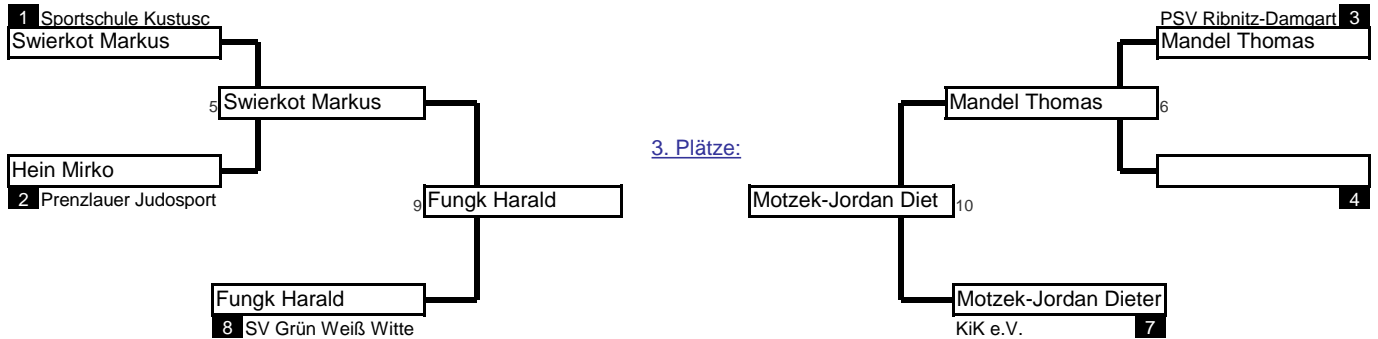 1 Sportschule Kustusc
Swierkot Markus
5 Swierkot Markus
Hein Mirko
2 Prenzlauer Judosport
9 Fungk Harald
Fungk Harald
8 SV Grün Weiß Witte
3. Plätze:
PSV Ribnitz-Damgart 3
Mandel Thomas
Mandel Thomas 6
4
Motzek-Jordan Diet 10
Motzek-Jordan Dieter
KiK e.V. 7